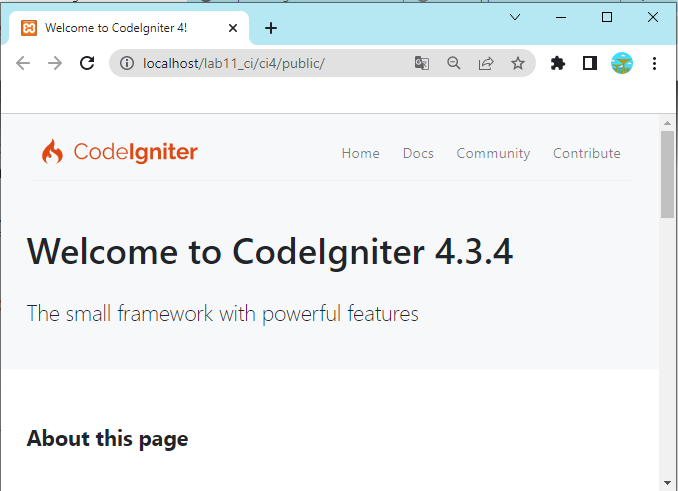 Welcome to CodeIgniter 4!
localhost/lab11_ci/ci4/public/
CodeIgniter
Home Docs Community Contribute
Welcome to CodeIgniter 4.3.4
The small framework with powerful features
About this page